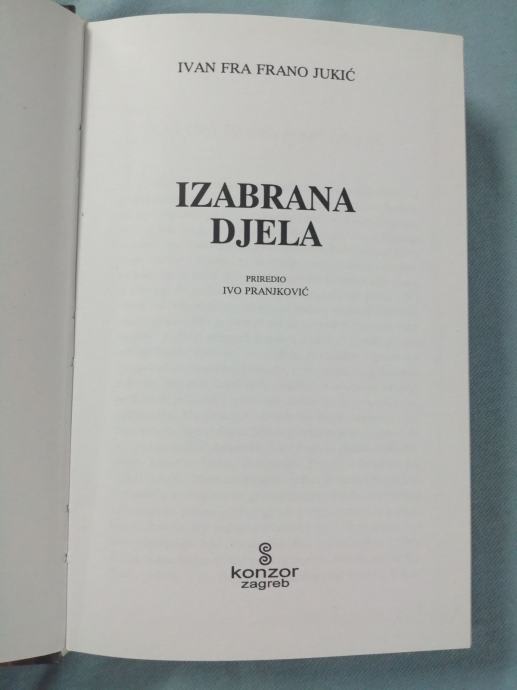 IVAN FRA FRANO JUKIĆ
IZABRANA
DJELA
PRIREDIO
IVO PRANJKOVIĆ
konzor
zagreb